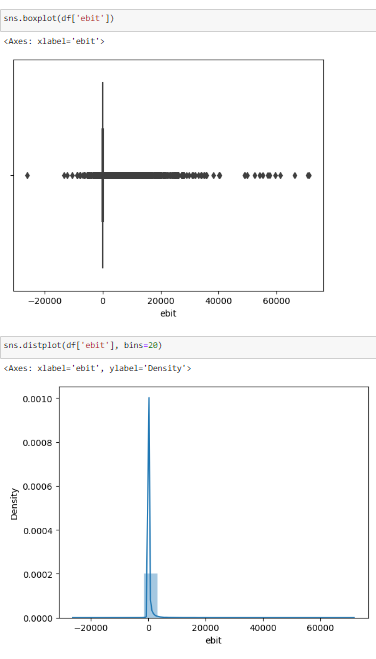 sns.boxplot(df['ebit'])
<Axes: xlabel='ebit'>
−20000 0 20000 40000 60000
ebit
sns.distplot(df['ebit'], bins=20)
<Axes: xlabel='ebit', ylabel='Density'>
0.0010
0.0008
0.0006
Density
0.0004
0.0002
0.0000
−20000 0 20000 40000 60000
ebit